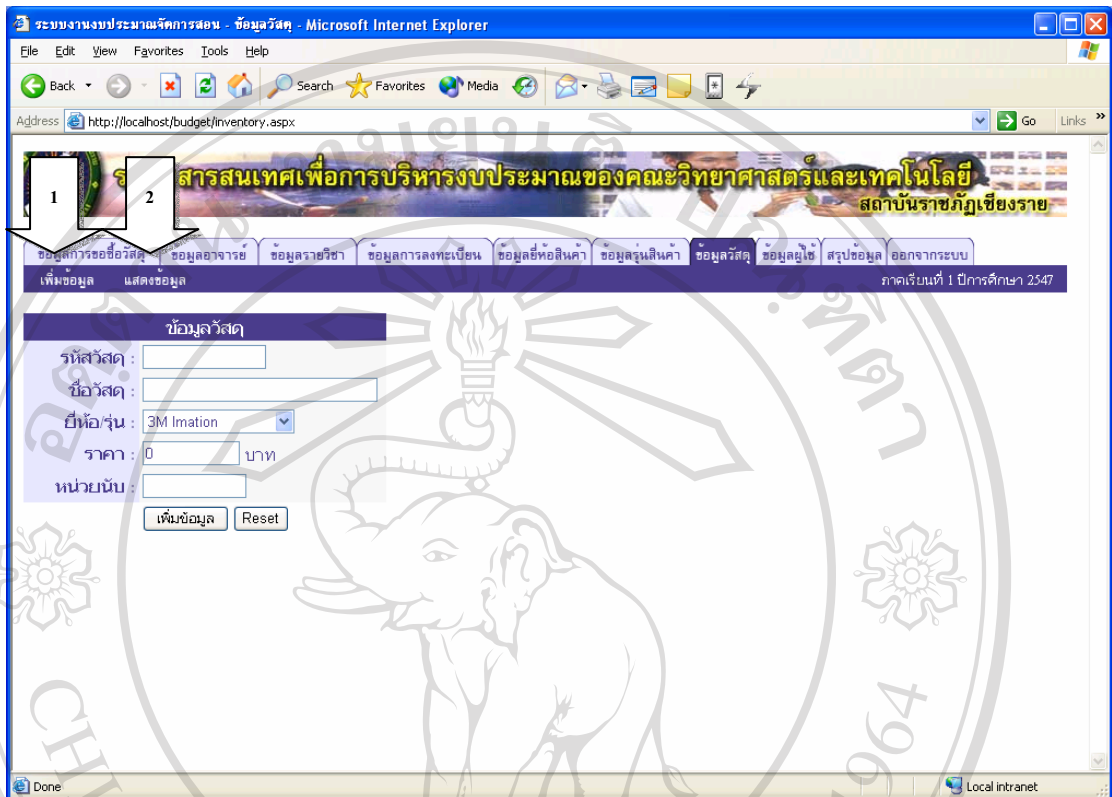 ระบบงานงบประมาณจัดการสอน - ข้อมูลวัสดุ - Microsoft Internet Explorer
File Edit View Favorites Tools Help
Back Search Favorites Media
Address http://localhost/budget/inventory.aspx Go Links »
สารสนเทศเพื่อการบริหารงบประมาณของคณะวิทยาศาสตร์และเทคโนโลยี
สถาบันราชภัฏเชียงราย
1 2
ข้อมูลการขอซื้อวัสดุ ข้อมูลอาจารย์ ข้อมูลรายวิชา ข้อมูลการลงทะเบียน ข้อมูลยี่ห้อสินค้า ข้อมูลรุ่นสินค้า ข้อมูลวัสดุ ข้อมูลผู้ใช้ สรุปข้อมูล ออกจากระบบ
เพิ่มข้อมูล แสดงข้อมูล ภาคเรียนที่ 1 ปีการศึกษา 2547
ข้อมูลวัสดุ
รหัสวัสดุ :
ชื่อวัสดุ :
ยี่ห้อ/รุ่น : 3M Imation
ราคา : 0 บาท
หน่วยนับ :
เพิ่มข้อมูล Reset
Done Local intranet